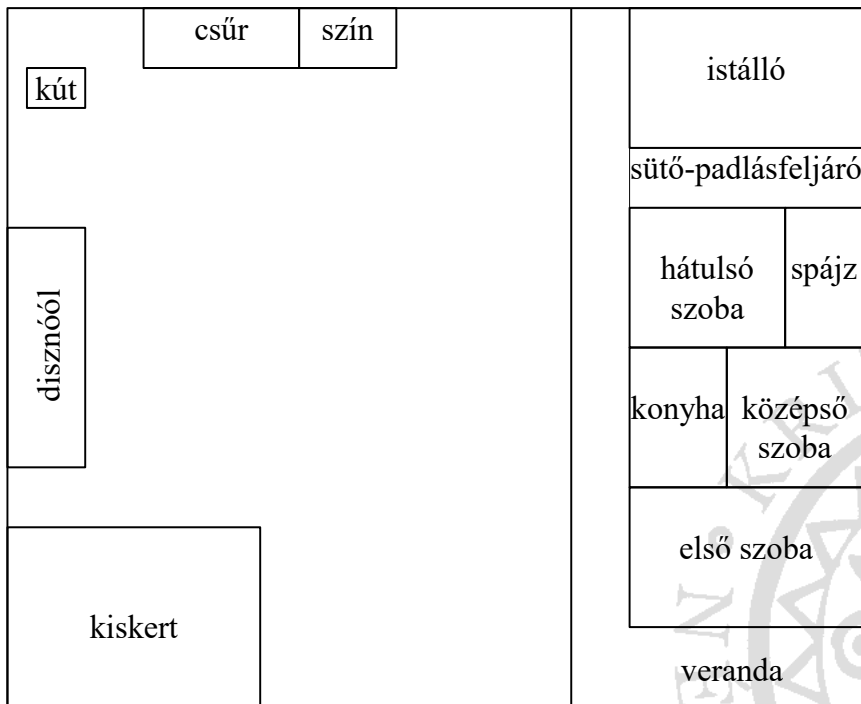 csűr
szín
istálló
kút
sütő-padlásfeljáró
hátulsó
szoba
spájz
disznóól
konyha
középső
szoba
első szoba
kiskert
veranda